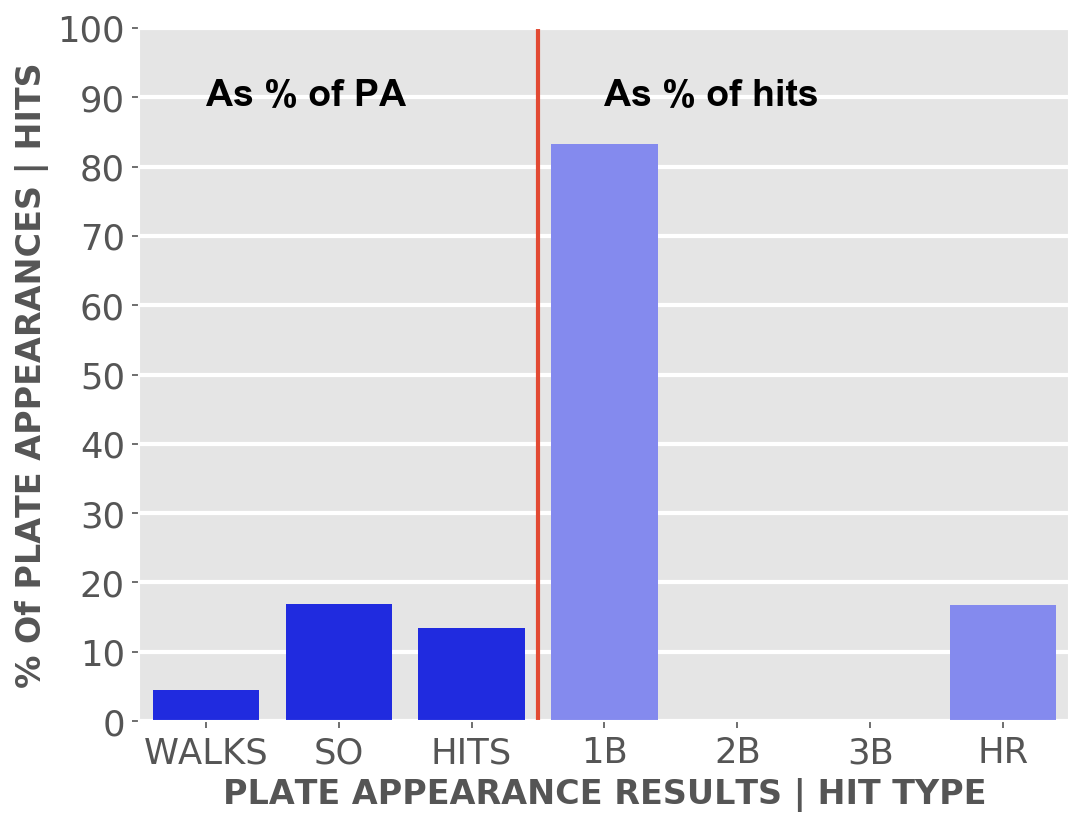 % Of PLATE APPEARANCES | HITS
100
90
80
70
60
50
40
30
20
10
0
As % of PA
As % of hits
WALKS SO HITS 1B 2B 3B HR
PLATE APPEARANCE RESULTS | HIT TYPE